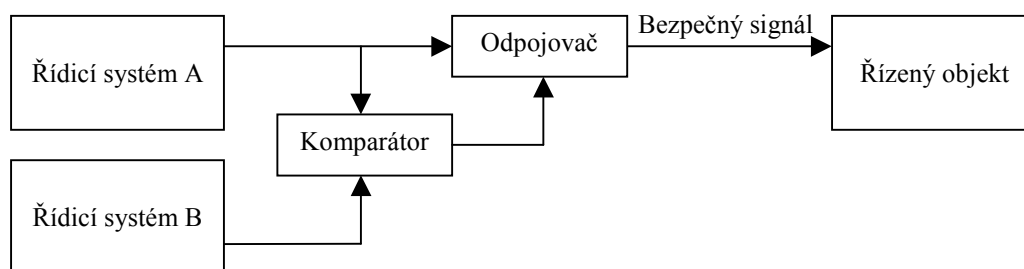 Řídicí systém A
Odpojovač
Bezpečný signál
Řízený objekt
Komparátor
Řídicí systém B